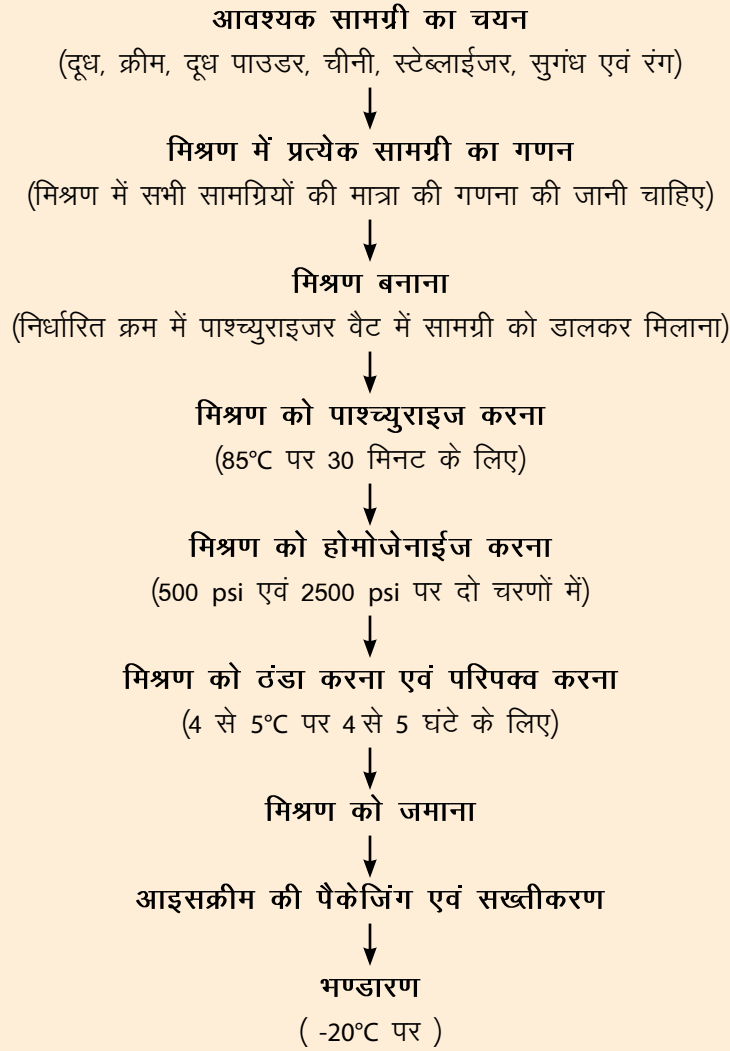 आवश्यक सामग्री का चयन
(दूध, क्रीम, दूध पाउडर, चीनी, स्टेब्लाईजर, सुगंध एवं रंग)
मिश्रण में प्रत्येक सामग्री का गणन
(मिश्रण में सभी सामग्रियों की मात्रा की गणना की जानी चाहिए)
मिश्रण बनाना
(निर्धारित क्रम में पाश्च्युराइजर वैट में सामग्री को डालकर मिलाना)
मिश्रण को पाश्च्युराइज करना
(85°C पर 30 मिनट के लिए)
मिश्रण को होमोजेनाईज करना
(500 psi एवं 2500 psi पर दो चरणों में)
मिश्रण को ठंडा करना एवं परिपक्व करना
(4 से 5°C पर 4 से 5 घंटे के लिए)
मिश्रण को जमाना
आइसक्रीम की पैकेजिंग एवं सख्तीकरण
भण्डारण
( -20°C पर )